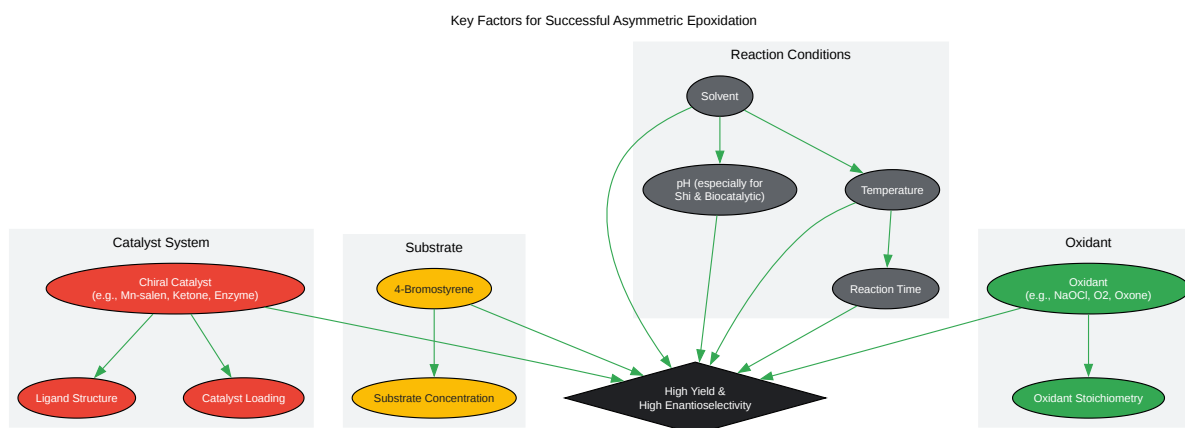 Key Factors for Successful Asymmetric Epoxidation
Reaction Conditions
Solvent
pH (especially for
Shi & Biocatalytic)
Temperature
Reaction Time
Catalyst System
Chiral Catalyst
(e.g., Mn-salen, Ketone, Enzyme)
Ligand Structure
Catalyst Loading
Substrate
4-Bromostyrene
Substrate Concentration
High Yield &
High Enantioselectivity
Oxidant
Oxidant
(e.g., NaOCl, O2, Oxone)
Oxidant Stoichiometry